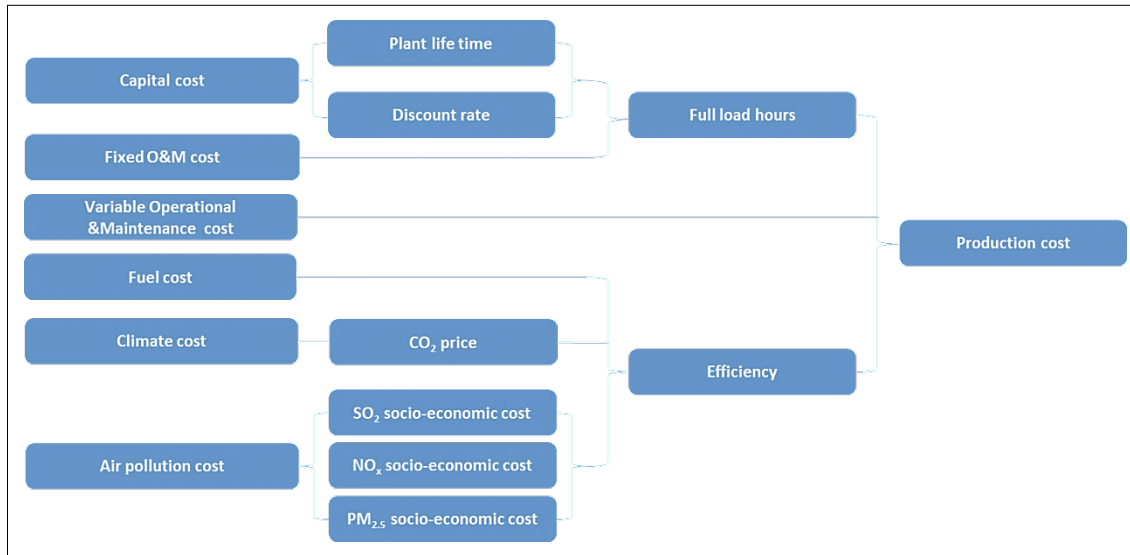 Plant life time
Capital cost
Discount rate
Full load hours
Fixed O&M cost
Variable Operational
&Maintenance cost
Production cost
Fuel cost
Climate cost
CO₂ price
Efficiency
SO₂ socio-economic cost
Air pollution cost
NOₓ socio-economic cost
PM₂.₅ socio-economic cost